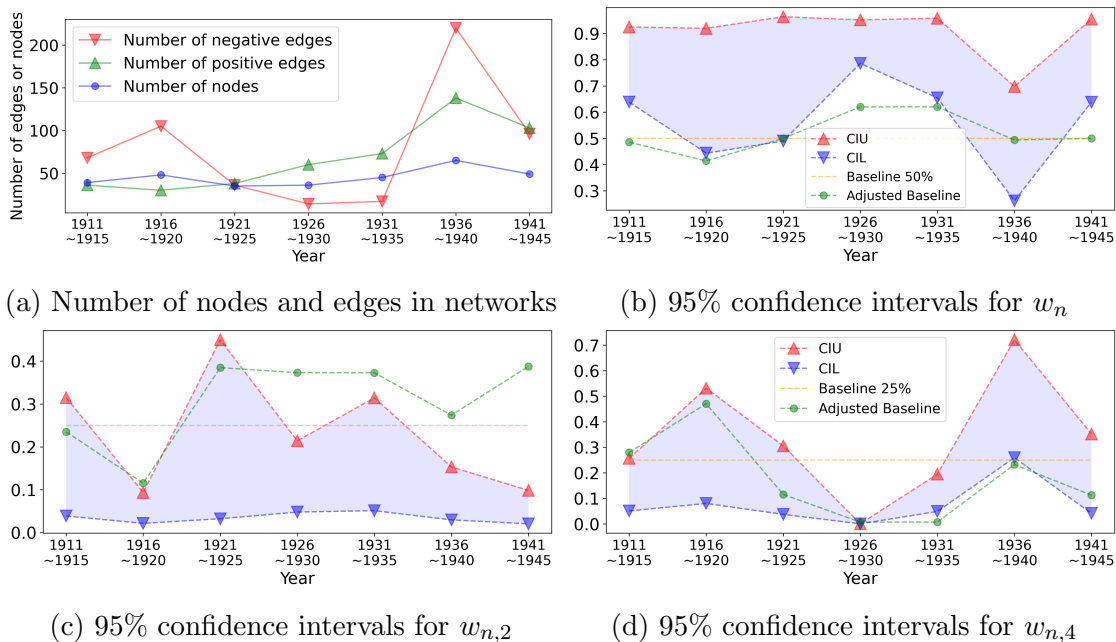 Number of edges or nodes
200
150
100
50
Number of negative edges
Number of positive edges
Number of nodes
1911 1916 1921 1926 1931 1936 1941
~1915 ~1920 ~1925 ~1930 ~1935 ~1940 ~1945
Year
(a) Number of nodes and edges in networks
0.9
0.8
0.7
0.6
0.5
0.4
0.3
CIU
CIL
Baseline 50%
Adjusted Baseline
1911 1916 1921 1926 1931 1936 1941
~1915 ~1920 ~1925 ~1930 ~1935 ~1940 ~1945
Year
(b) 95% confidence intervals for wₙ
0.4
0.3
0.2
0.1
0.0
1911 1916 1921 1926 1931 1936 1941
~1915 ~1920 ~1925 ~1930 ~1935 ~1940 ~1945
Year
(c) 95% confidence intervals for wₙ,₂
0.7
0.6
0.5
0.4
0.3
0.2
0.1
0.0
CIU
CIL
Baseline 25%
Adjusted Baseline
1911 1916 1921 1926 1931 1936 1941
~1915 ~1920 ~1925 ~1930 ~1935 ~1940 ~1945
Year
(d) 95% confidence intervals for wₙ,₄